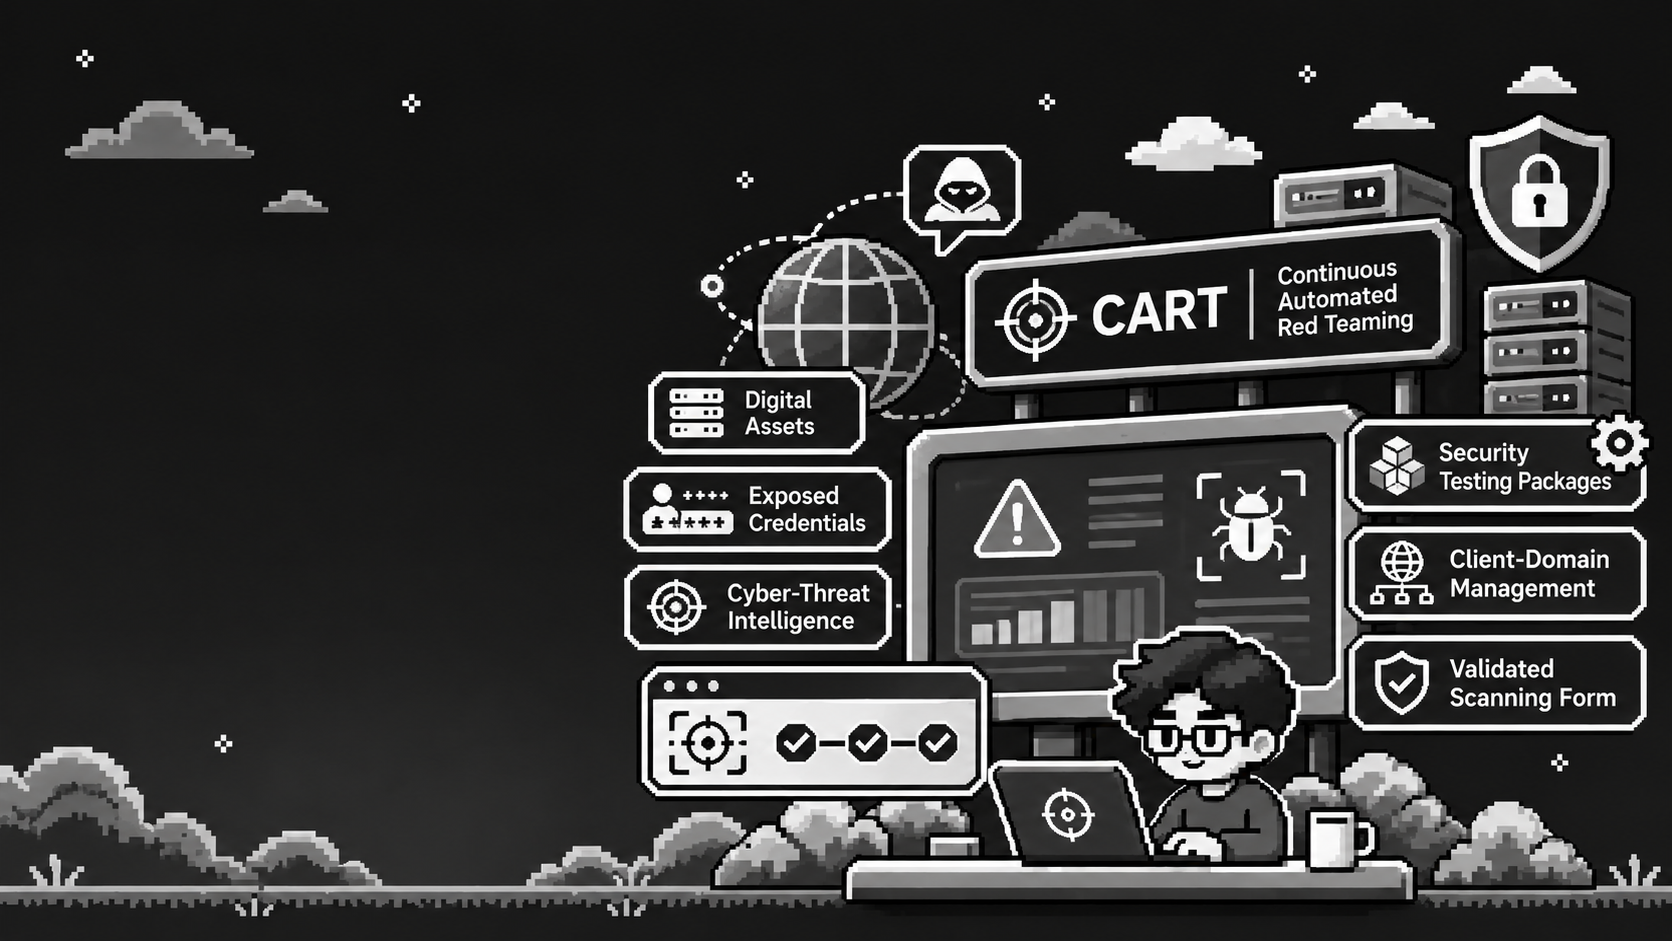 CART
Continuous
Automated
Red Teaming
Digital
Assets
Exposed
Credentials
Cyber-Threat
Intelligence
Security
Testing Packages
Client-Domain
Management
Validated
Scanning Form